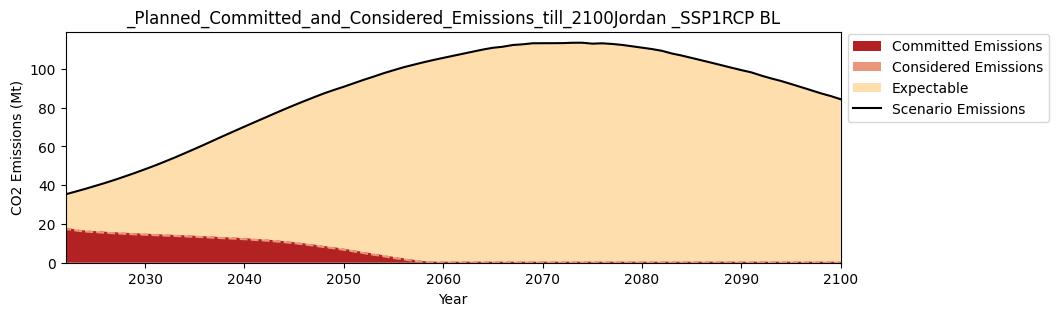 _Planned_Committed_and_Considered_Emissions_till_2100Jordan _SSP1RCP BL
Committed Emissions
Considered Emissions
Expectable
Scenario Emissions
CO2 Emissions (Mt)
100
80
60
40
20
0
2030 2040 2050 2060 2070 2080 2090 2100
Year